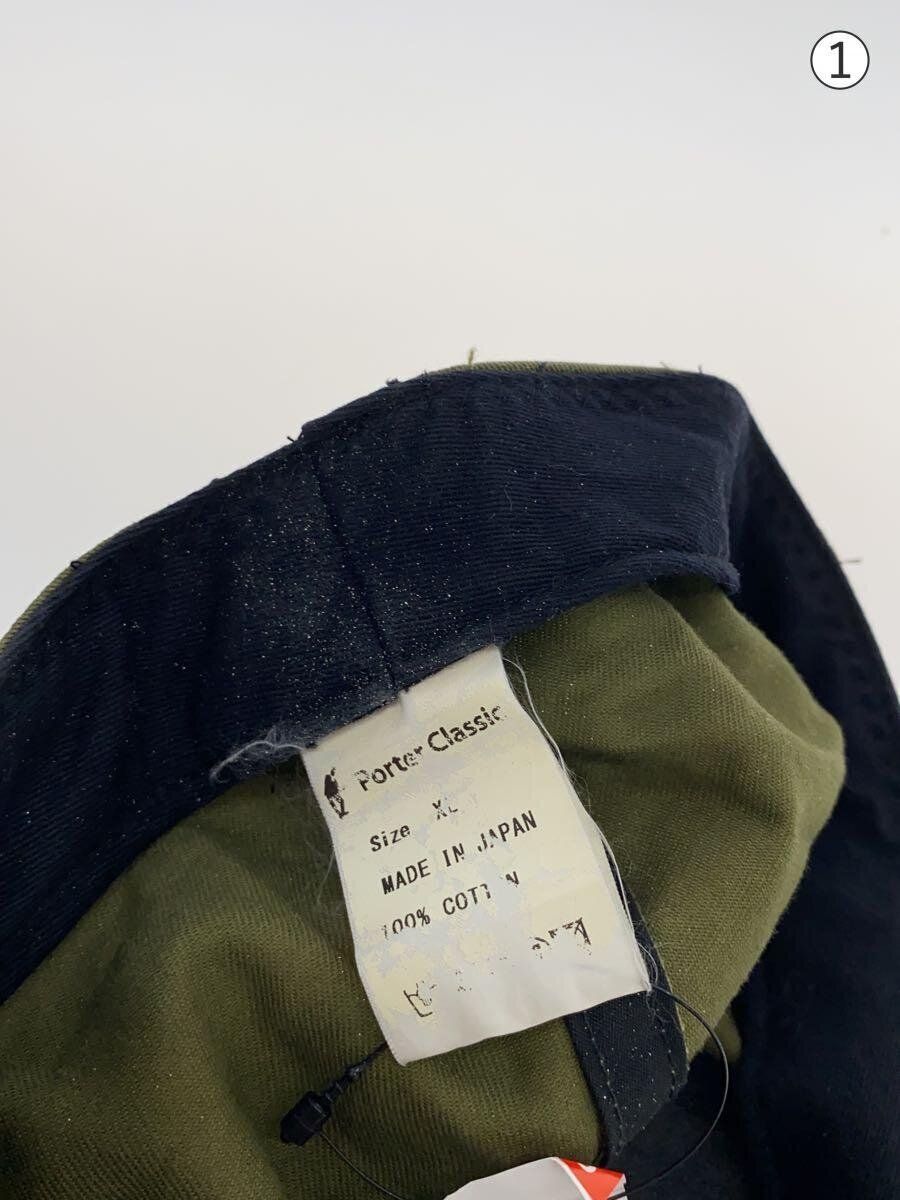 ①
Porter Classic
Size XL
MADE IN JAPAN
100% COTTON